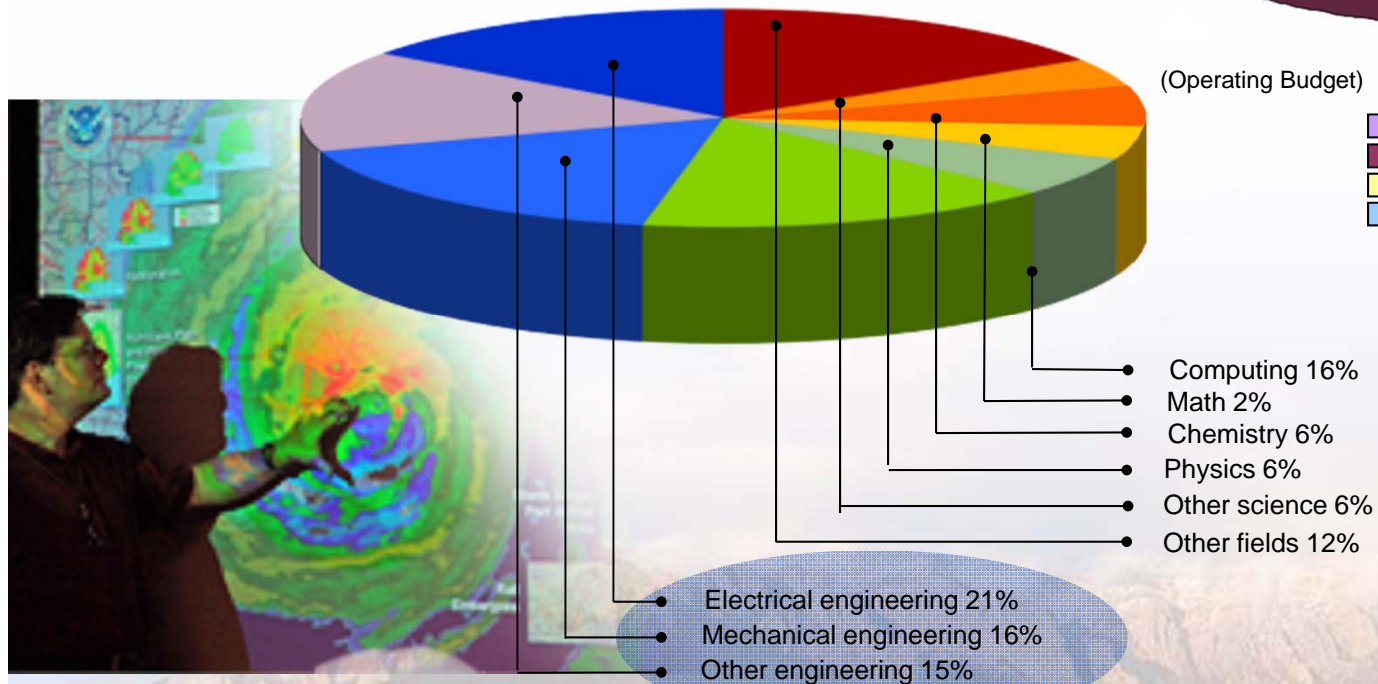 (Operating Budget)
Computing 16%
Math 2%
Chemistry 6%
Physics 6%
Other science 6%
Other fields 12%
Electrical engineering 21%
Mechanical engineering 16%
Other engineering 15%